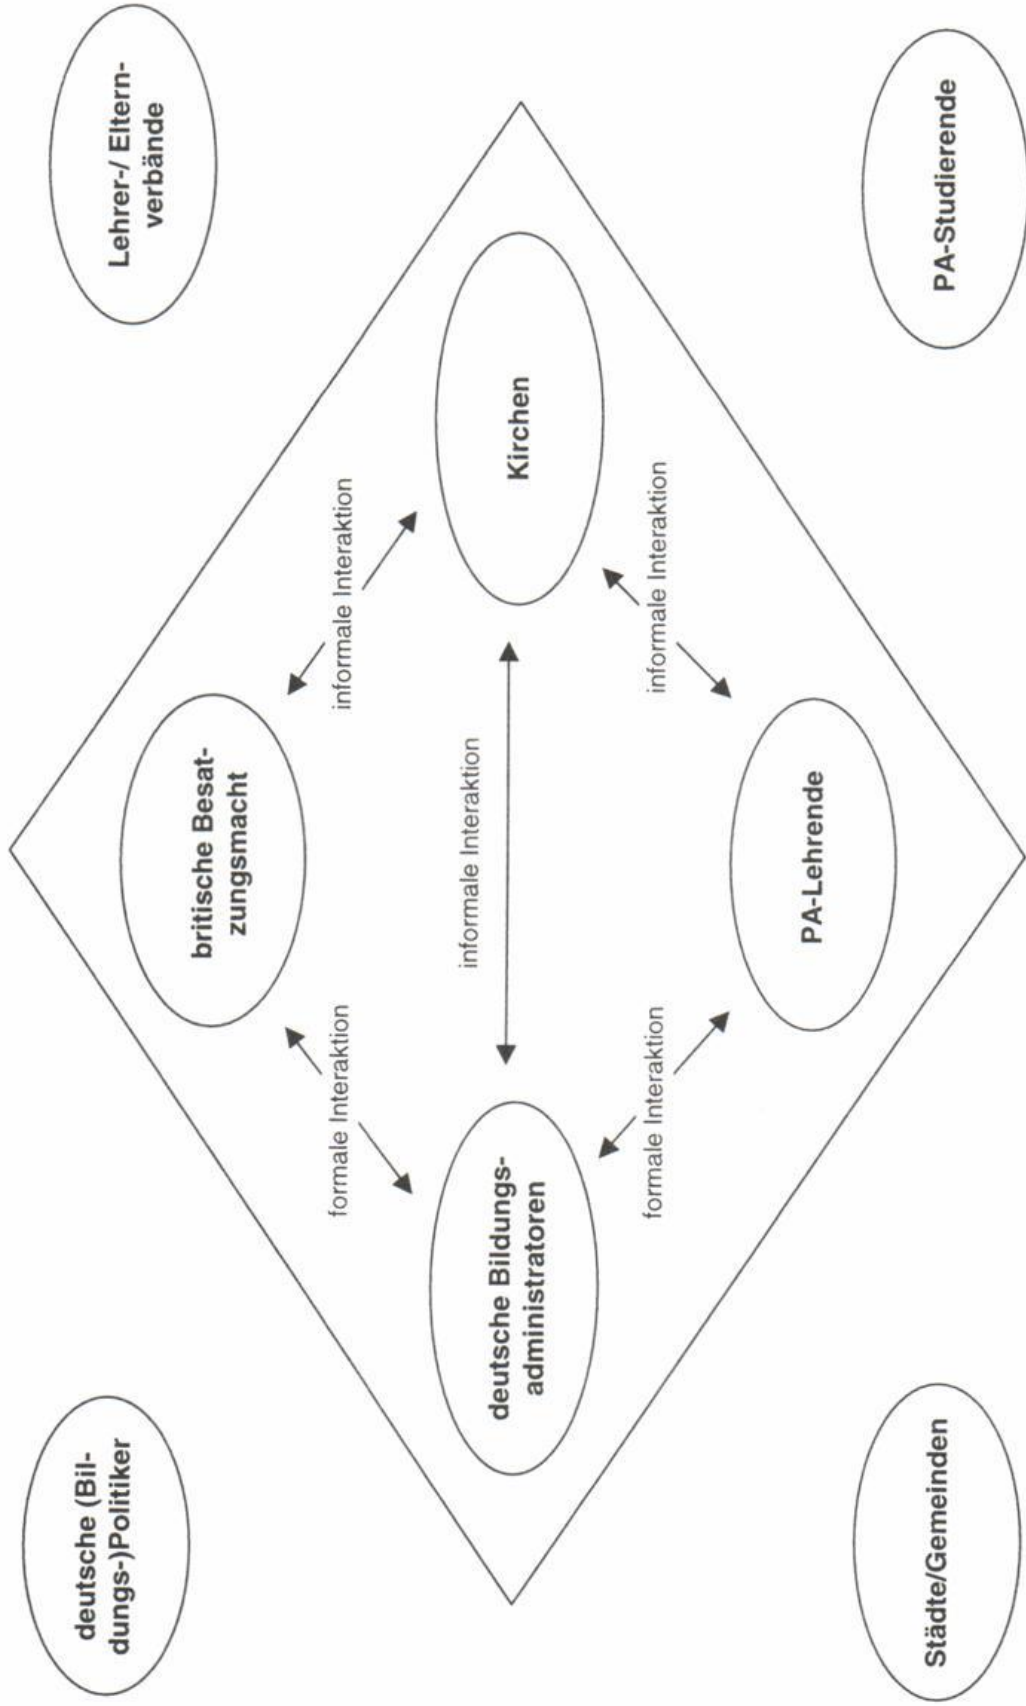 deutsche (Bil-
dungs-)Politiker
Lehrer-/ Eltern-
verbände
britische Besat-
zungsmacht
formale Interaktion
informale Interaktion
informale Interaktion
deutsche Bildungs-
administratoren
Kirchen
formale Interaktion
informale Interaktion
PA-Lehrende
Städte/Gemeinden
PA-Studierende